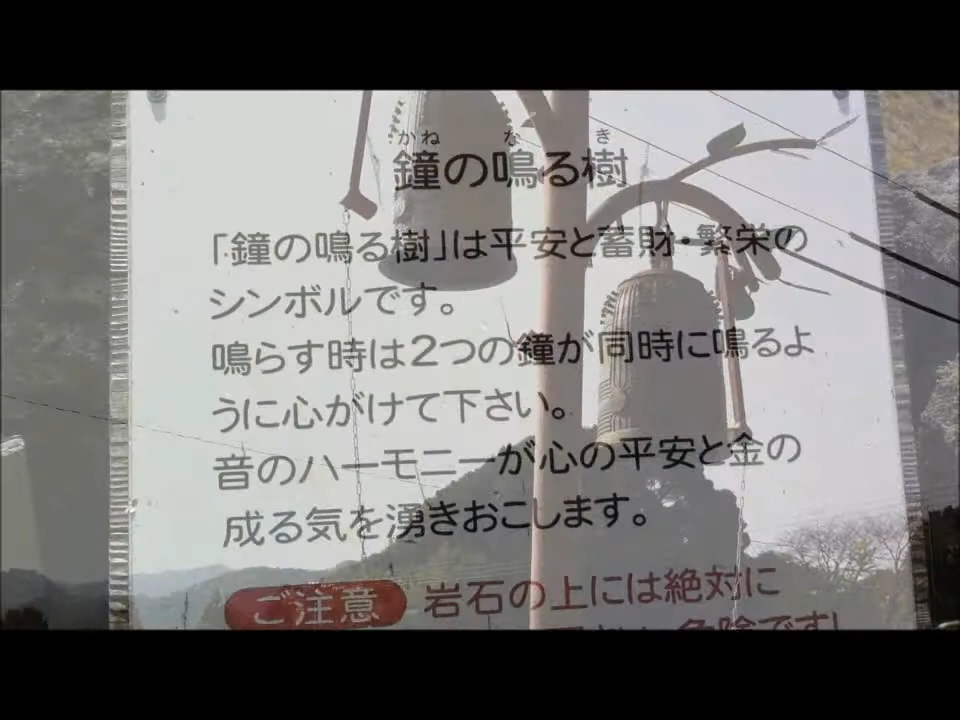 かね な き
鐘の鳴る樹
「鐘の鳴る樹」は平安と蓄財・繁栄の
シンボルです。
鳴らす時は2つの鐘が同時に鳴るよ
うに心がけて下さい。
音のハーモニーが心の平安と金の
成る気を湧きおこします。
ご注意 岩石の上には絶対に
危険です!